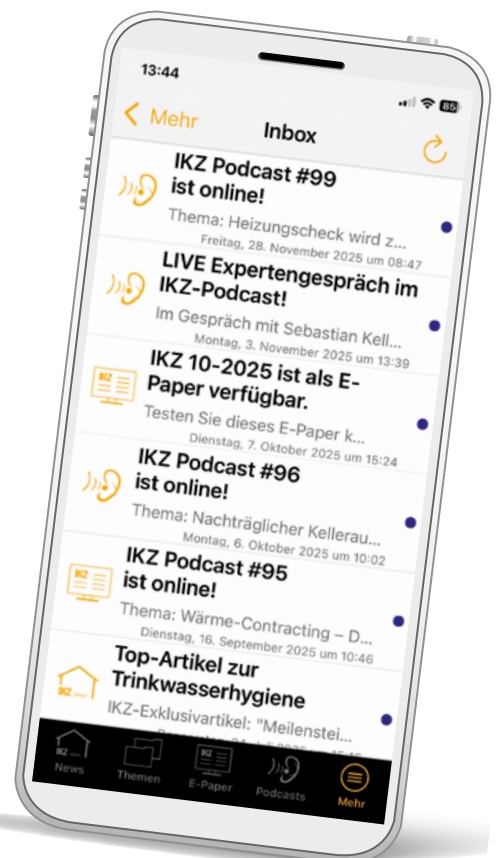 13:44
85
Mehr
Inbox
IKZ Podcast #99
ist online!
Thema: Heizungscheck wird z...
Freitag, 28. November 2025 um 08:47
LIVE Expertengespräch im
IKZ-Podcast!
Im Gespräch mit Sebastian Kell...
Montag, 3. November 2025 um 13:39
IKZ
IKZ 10-2025 ist als E-
Paper verfügbar.
Testen Sie dieses E-Paper k...
Dienstag, 7. Oktober 2025 um 15:24
IKZ Podcast #96
ist online!
Thema: Nachträglicher Kellerau...
Montag, 6. Oktober 2025 um 10:02
IKZ
IKZ Podcast #95
ist online!
Thema: Wärme-Contracting – D...
Dienstag, 16. September 2025 um 10:46
IKZ
Top-Artikel zur
Trinkwasserhygiene
IKZ-Exklusivartikel: "Meilenstei...
IKZ
News
Themen
IKZ
E-Paper
Podcasts
Mehr